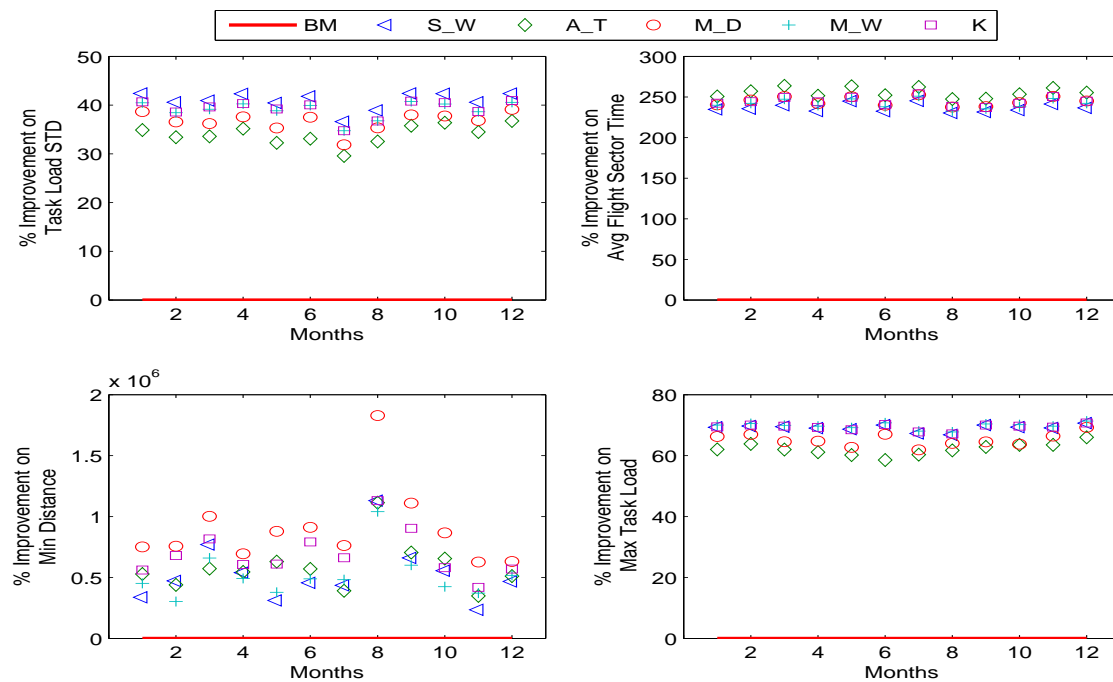 BM S_W A_T M_D M_W K
% Improvement on
Task Load STD
50
40
30
20
10
0
2 4 6 8 10 12
Months
% Improvement on
Avg Flight Sector Time
300
250
200
150
100
50
0
2 4 6 8 10 12
Months
% Improvement on
Min Distance
x 10^6
2
1.5
1
0.5
0
2 4 6 8 10 12
Months
% Improvement on
Max Task Load
80
60
40
20
0
2 4 6 8 10 12
Months